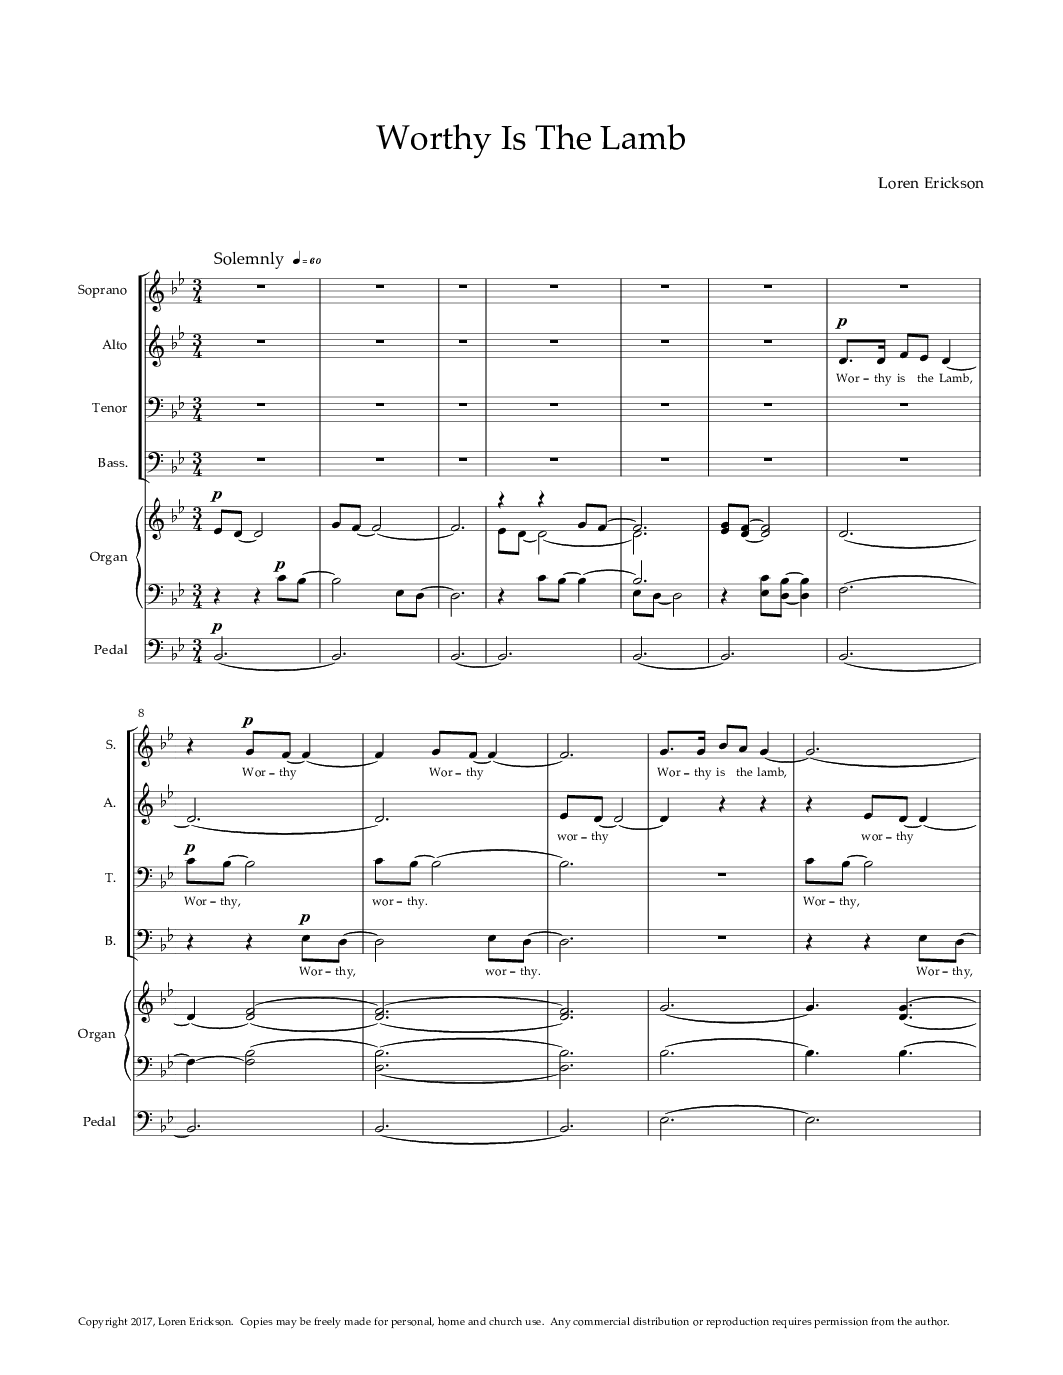 Worthy Is The Lamb
Loren Erickson
Solemnly ♩= 60
Soprano
Alto
p
Wor – thy is the Lamb,
Tenor
Bass.
p
Organ
p
p
Pedal
8
p
S.
Wor – thy Wor – thy Wor – thy is the lamb,
A.
wor – thy wor – thy
p
T.
Wor – thy, wor – thy. Wor – thy,
p
B.
Wor – thy, wor – thy. Wor – thy,
Organ
Pedal
Copyright 2017, Loren Erickson. Copies may be freely made for personal, home and church use. Any commercial distribution or reproduction requires permission from the author.